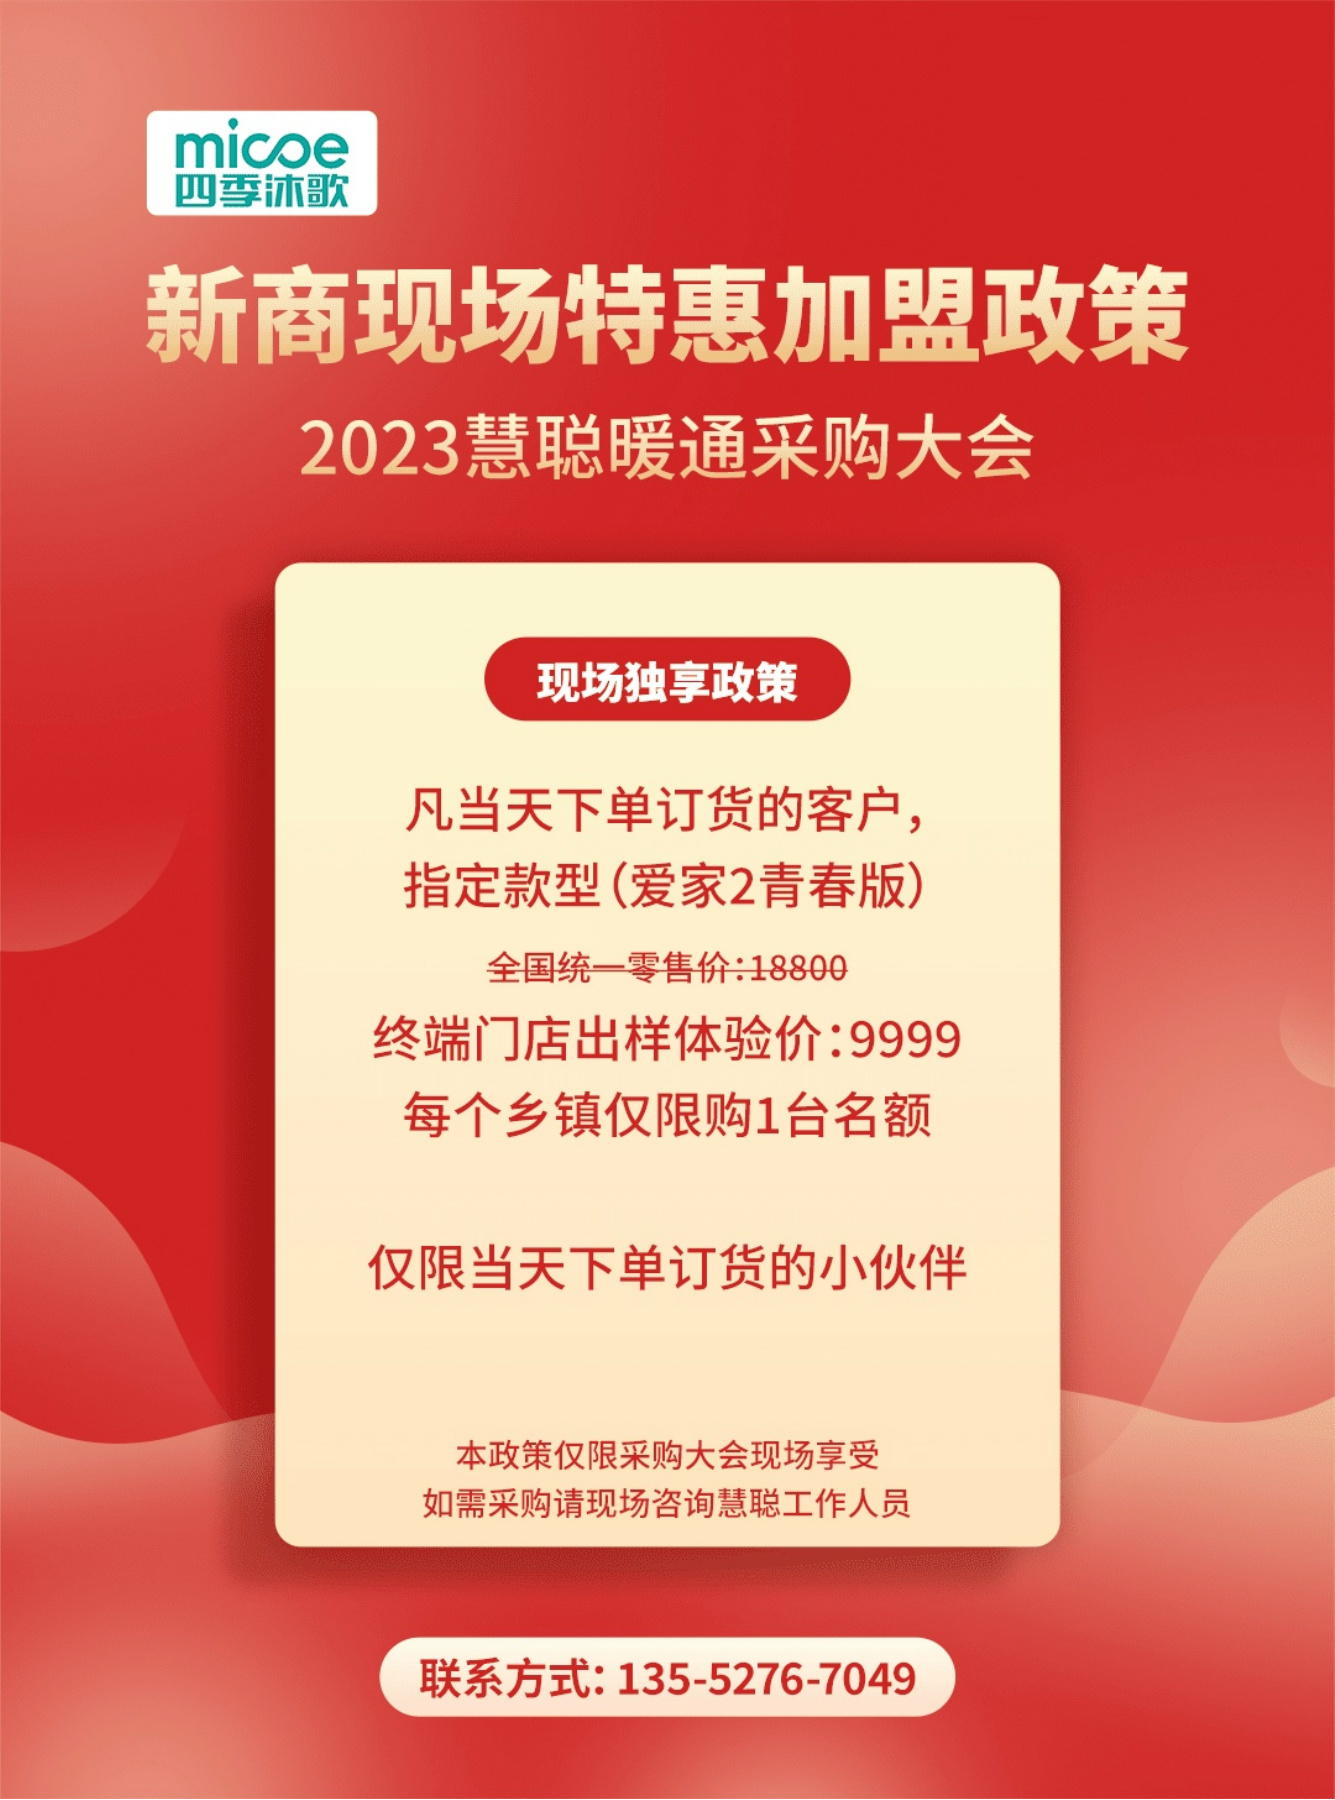 micoe
四季沐歌
新商现场特惠加盟政策
2023慧聪暖通采购大会
现场独享政策
凡当天下单订货的客户，
指定款型（爱家2青春版）
全国统一零售价：18800
终端门店出样体验价：9999
每个乡镇仅限购1台名额
仅限当天下单订货的小伙伴
本政策仅限采购大会现场享受
如需采购请现场咨询慧聪工作人员
联系方式：135-5276-7049